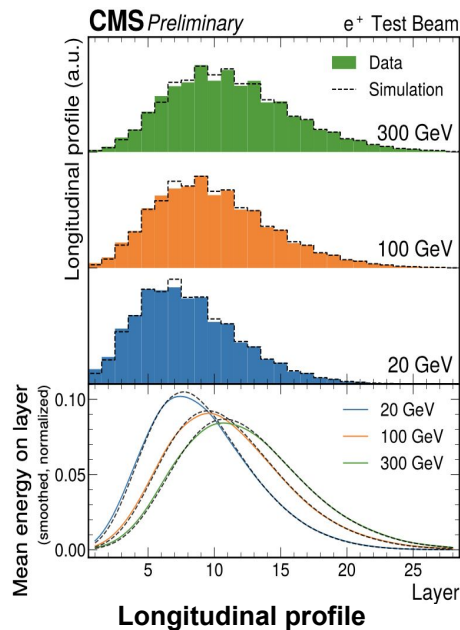 CMS Preliminary e⁺ Test Beam
Longitudinal profile (a.u.)
Data
Simulation
300 GeV
100 GeV
20 GeV
Mean energy on layer
(smoothed, normalized)
0.10
0.05
0.00
20 GeV
100 GeV
300 GeV
5 10 15 20 25
Layer
Longitudinal profile